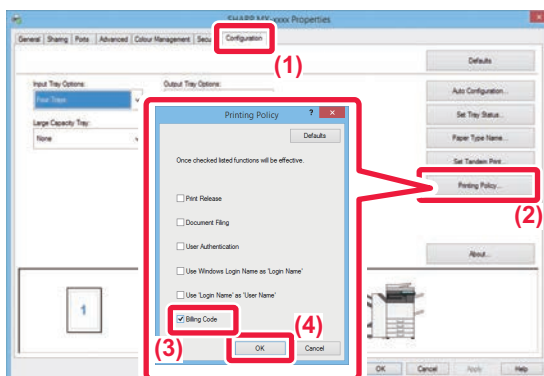 SHARP MX-xxxx Properties
General Sharing Ports Advanced Colour Management Secu Configuration
(1)
Defaults
Input Tray Options:
Output Tray Options:
Four Trays
Auto Configuration...
Large Capacity Tray:
None
Set Tray Status...
Paper Type Name...
Set Tandem Print...
Printing Policy...
(2)
About...
Printing Policy
?
Defaults
Once checked listed functions will be effective.
Print Release
Document Filing
User Authentication
Use Windows Login Name as 'Login Name'
Use 'Login Name' as 'User Name'
Billing Code
(3)
(4)
OK Cancel
1
OK Cancel Apply Help